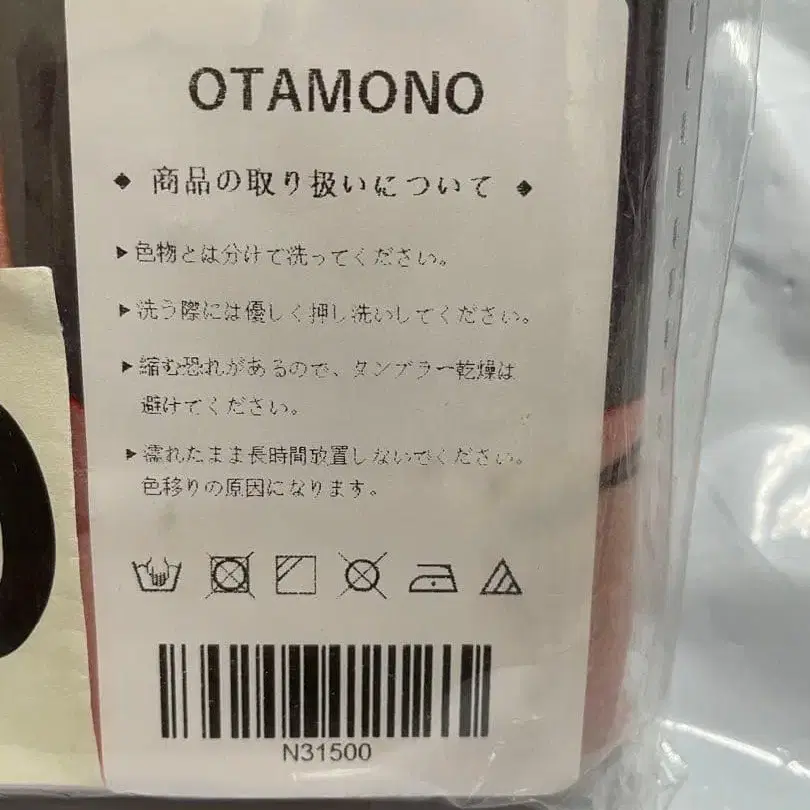 OTAMONO
◆ 商品の取り扱いについて ◆
▶色物とは分けて洗ってください。
▶洗う際には優しく押し洗いしてください。
▶縮む恐れがあるので、タンブラー乾燥は
避けてください。
▶濡れたまま長時間放置しないでください。
色移りの原因になります。
N31500